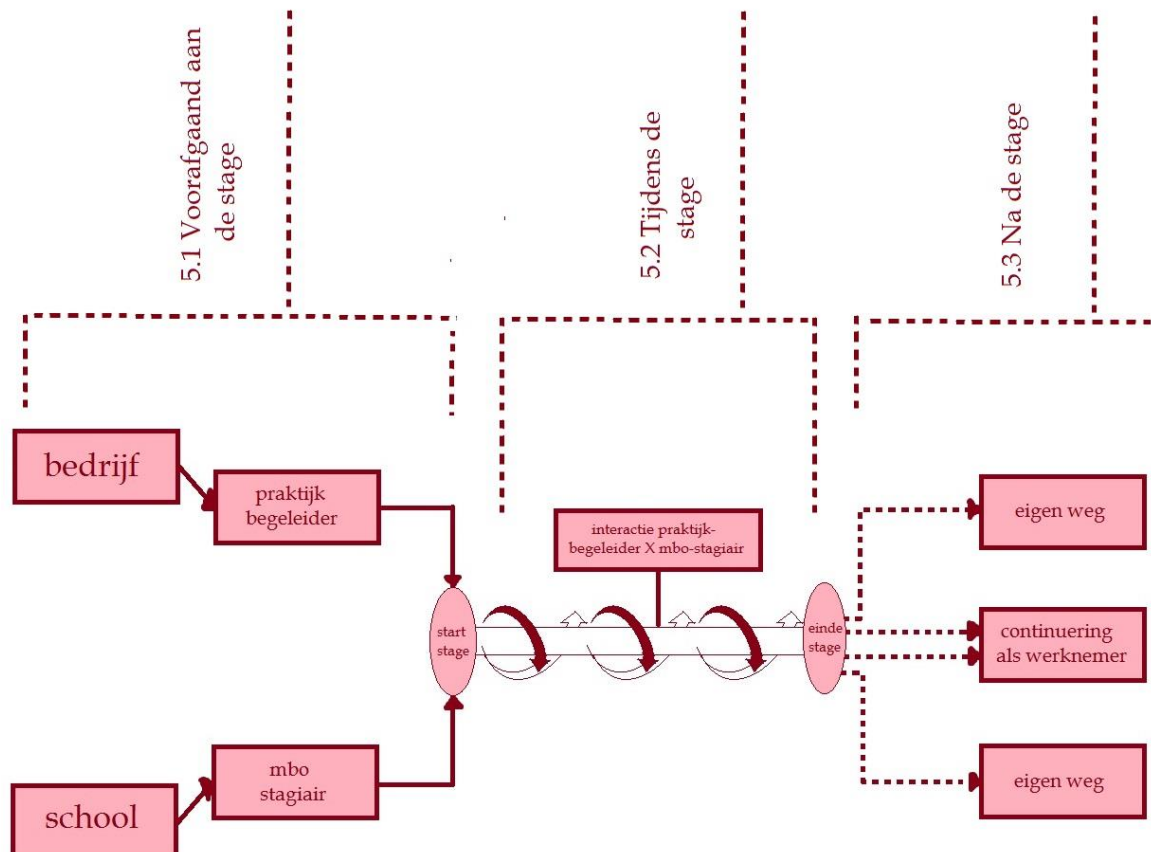 5.1 Voorafgaand aan
de stage
5.2 Tijdens de
stage
5.3 Na de stage
bedrijf
praktijk
begeleider
interactie praktijk-
begeleider X mbo-stagiair
eigen weg
start
stage
einde
stage
continuering
als werknemer
mbo
stagiair
eigen weg
school